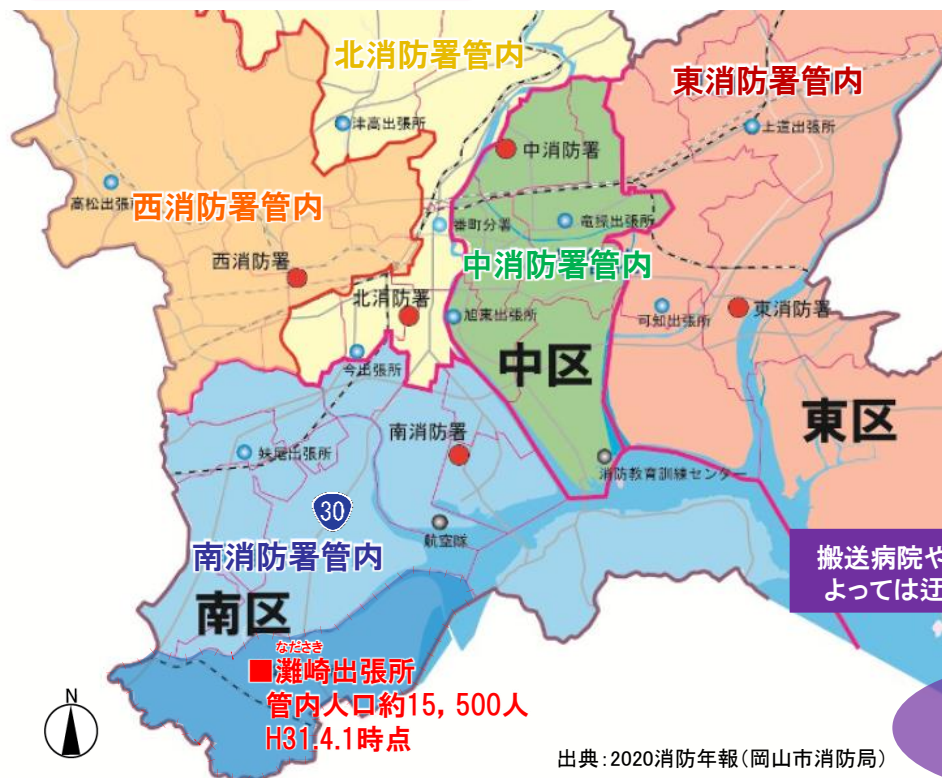 北消防署管内
東消防署管内
津高出張所
中消防署
上道出張所
高松出張
西消防署管内
番町分署
竜操出張所
西消防署
中消防署管内
北消防署
旭東出張所
可知出張所
東消防署
今出張所
中区
東区
南消防署
妹尾出張所
消防教育訓練センター
30
航空隊
南消防署管内
搬送病院や
よっては迂
南区
なださき
■灘崎出張所
管内人口約15,500人
H31.4.1時点
N
出典:2020消防年報(岡山市消防局)